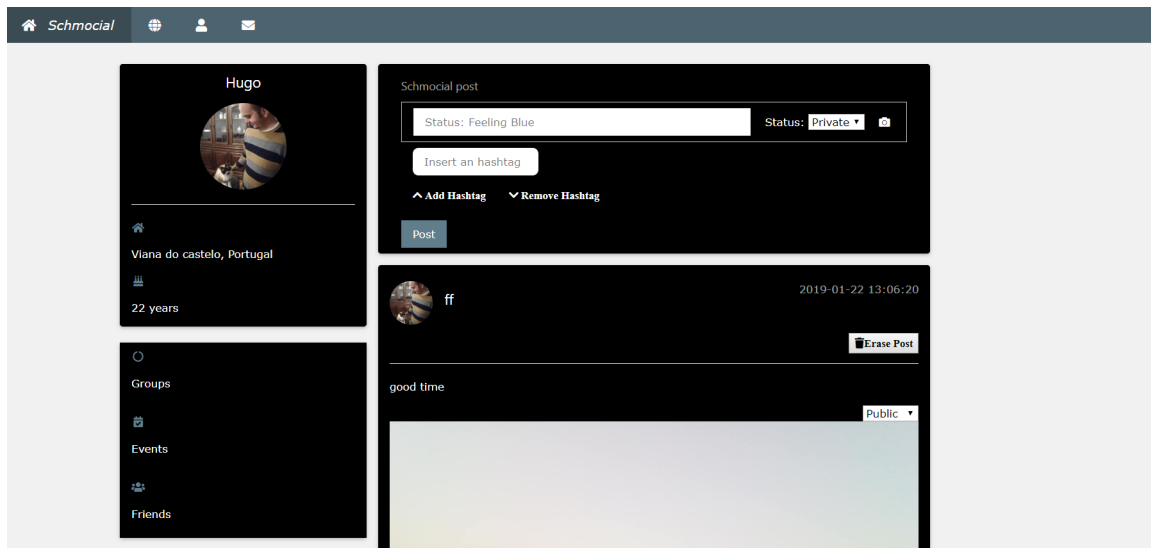 Schmocial
Hugo
Viana do castelo, Portugal
22 years
Groups
Events
Friends
Schmocial post
Status: Feeling Blue
Status: Private
Insert an hashtag
Add Hashtag Remove Hashtag
Post
ff
2019-01-22 13:06:20
Erase Post
good time
Public